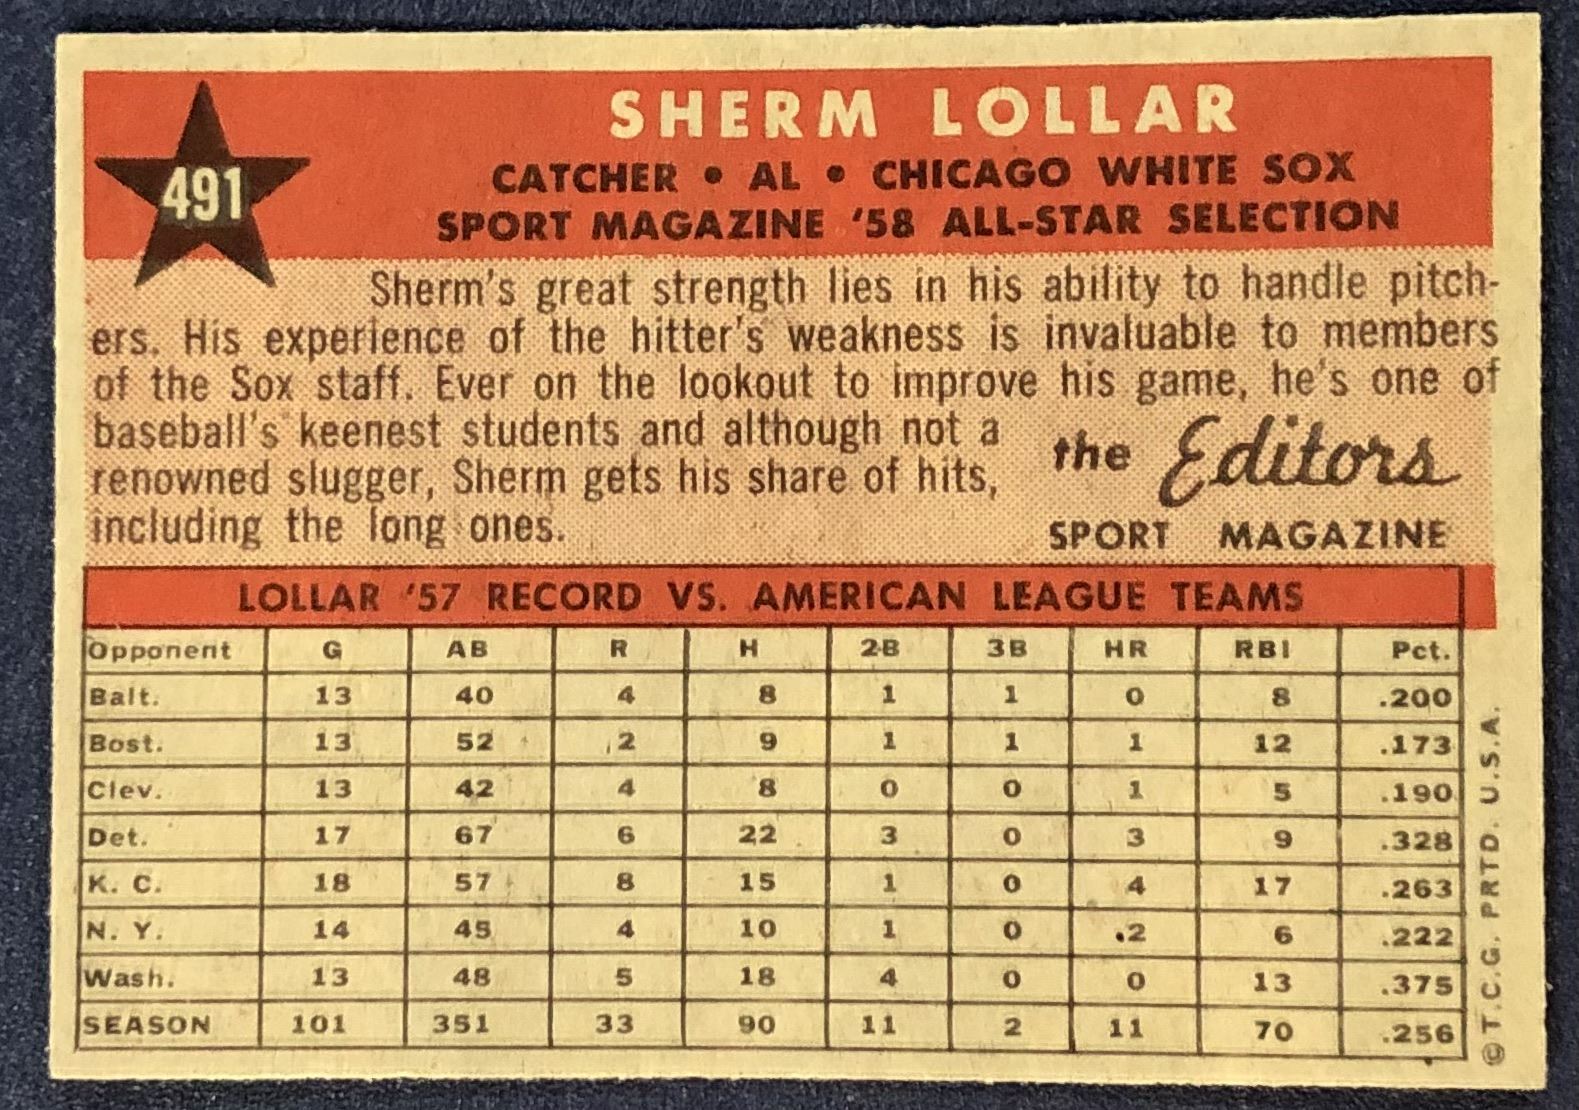 491
SHERM LOLLAR
CATCHER • AL • CHICAGO WHITE SOX
SPORT MAGAZINE '58 ALL-STAR SELECTION
Sherm's great strength lies in his ability to handle pitch-
ers. His experience of the hitter's weakness is invaluable to members
of the Sox staff. Ever on the lookout to improve his game, he's one of
baseball's keenest students and although not a
renowned slugger, Sherm gets his share of hits,
including the long ones.
the Editors
SPORT MAGAZINE
LOLLAR '57 RECORD VS. AMERICAN LEAGUE TEAMS
Opponent G AB R H 2B 3B HR RBI Pct.
Balt. 13 40 4 8 1 1 0 8 .200
Bost. 13 52 2 9 1 1 1 12 .173
Clev. 13 42 4 8 0 0 1 5 .190
Det. 17 67 6 22 3 0 3 9 .328
K. C. 18 57 8 15 1 0 4 17 .263
N. Y. 14 45 4 10 1 0 2 6 .222
Wash. 13 48 5 18 4 0 0 13 .375
SEASON 101 351 33 90 11 2 11 70 .256
© T.C.G. PRTD. U.S.A.